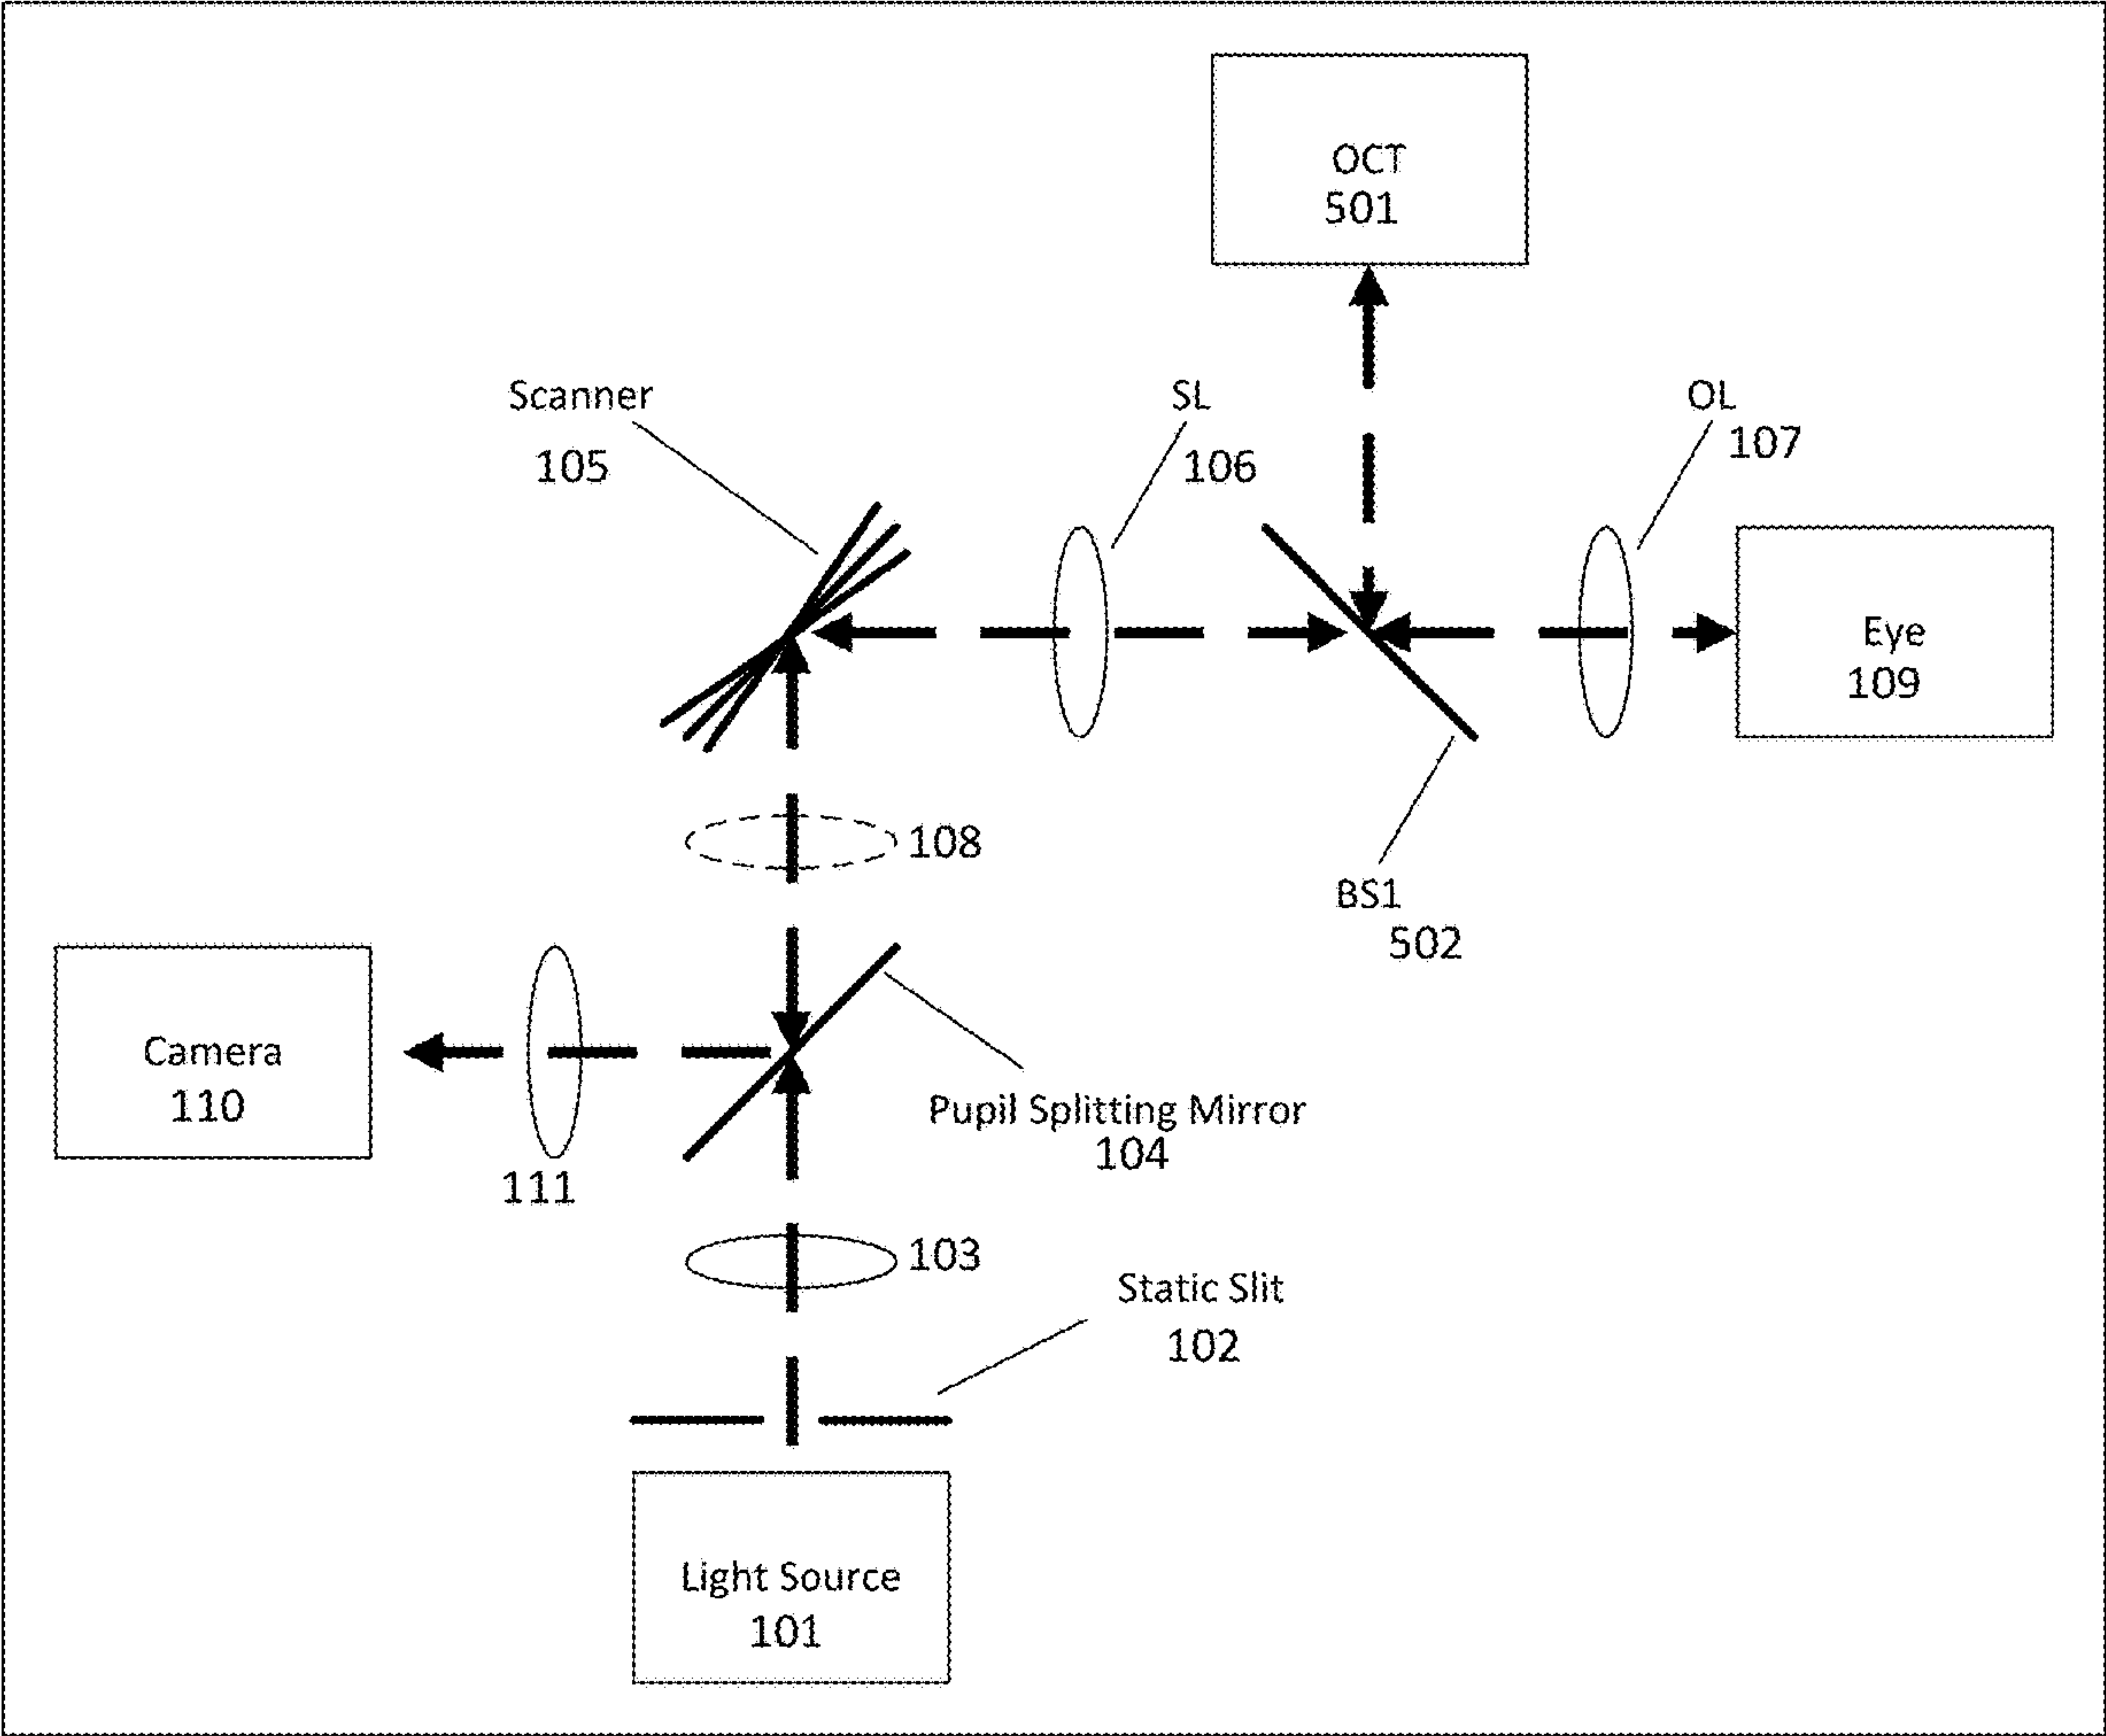 OCT
501
Scanner
105
SL
106
OL
107
Eye
109
108
BS1
502
Camera
110
111
Pupil Splitting Mirror
104
103
Static Slit
102
Light Source
101